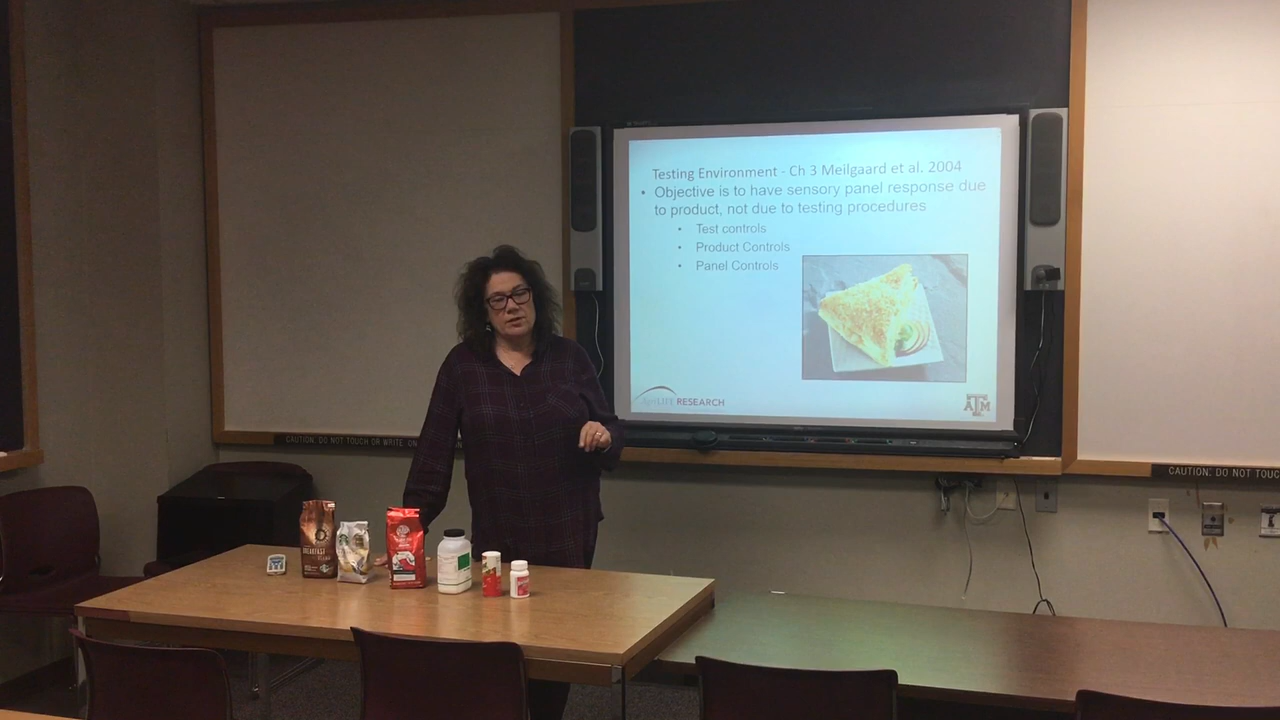 Testing Environment - Ch 3 Meilgaard et al. 2004
• Objective is to have sensory panel response due
to product, not due to testing procedures
• Test controls
• Product Controls
• Panel Controls
RESEARCH
ATM
CAUTION: DO NOT TOUCH OR WRITE ON
CAUTION: DO NOT TOUC
BREAKFAST